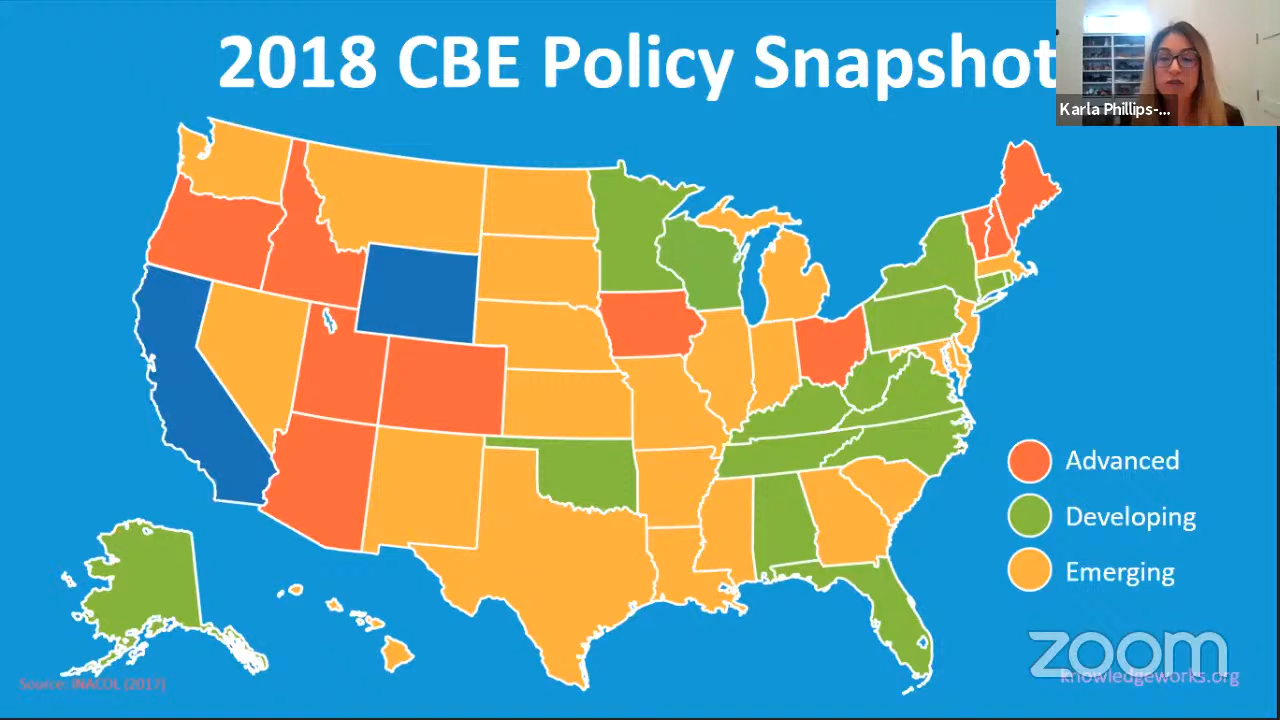 2018 CBE Policy Snapshot
Karla Phillips-...
Advanced
Developing
Emerging
zoom
knowledgeworks.org
Source: INACOL (2017)